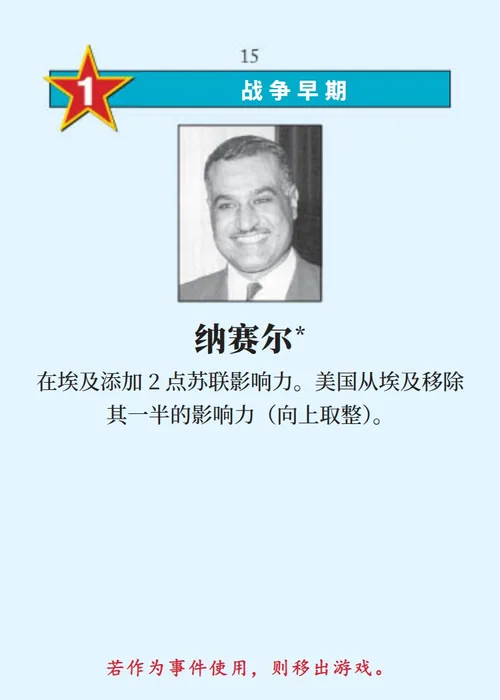 15
1
战争早期
纳赛尔*
在埃及添加 2 点苏联影响力。美国从埃及移除
其一半的影响力（向上取整）。
若作为事件使用，则移出游戏。